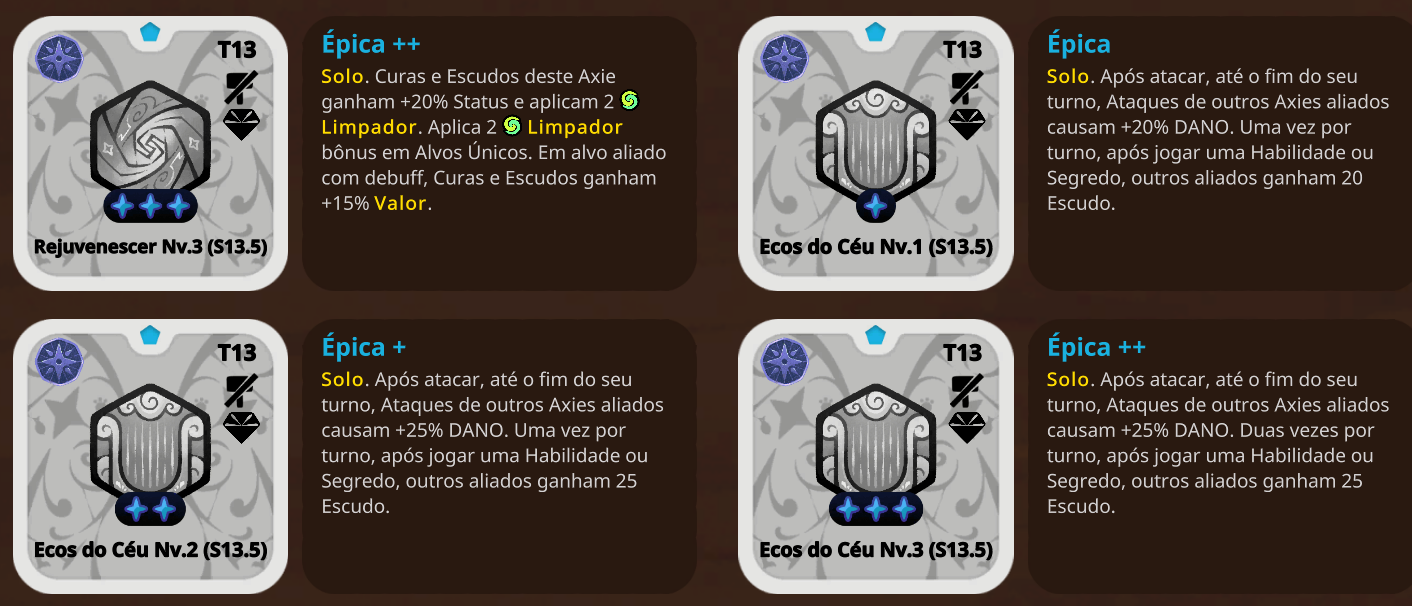 T13
Rejuvenescer Nv.3 (S13.5)
Épica ++
Solo. Curas e Escudos deste Axie
ganham +20% Status e aplicam 2
Limpador. Aplica 2 Limpador
bônus em Alvos Únicos. Em alvo aliado
com debuff, Curas e Escudos ganham
+15% Valor.
T13
Ecos do Céu Nv.1 (S13.5)
Épica
Solo. Após atacar, até o fim do seu
turno, Ataques de outros Axies aliados
causam +20% DANO. Uma vez por
turno, após jogar uma Habilidade ou
Segredo, outros aliados ganham 20
Escudo.
T13
Ecos do Céu Nv.2 (S13.5)
Épica +
Solo. Após atacar, até o fim do seu
turno, Ataques de outros Axies aliados
causam +25% DANO. Uma vez por
turno, após jogar uma Habilidade ou
Segredo, outros aliados ganham 25
Escudo.
T13
Ecos do Céu Nv.3 (S13.5)
Épica ++
Solo. Após atacar, até o fim do seu
turno, Ataques de outros Axies aliados
causam +25% DANO. Duas vezes por
turno, após jogar uma Habilidade ou
Segredo, outros aliados ganham 25
Escudo.